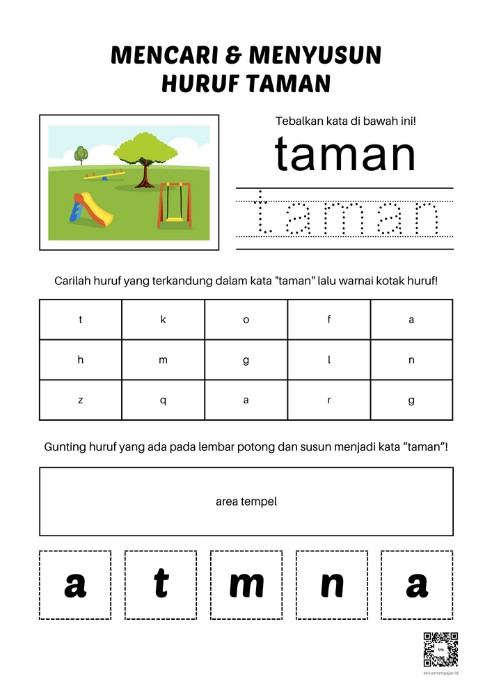 MENCARI & MENYUSUN
HURUF TAMAN
Tebalkan kata di bawah ini!
taman
taman
Carilah huruf yang terkandung dalam kata "taman" lalu warnai kotak huruf!
t k o f a
h m g l n
z q a r g
Gunting huruf yang ada pada lembar potong dan susun menjadi kata “taman”!
area tempel
a t m n a